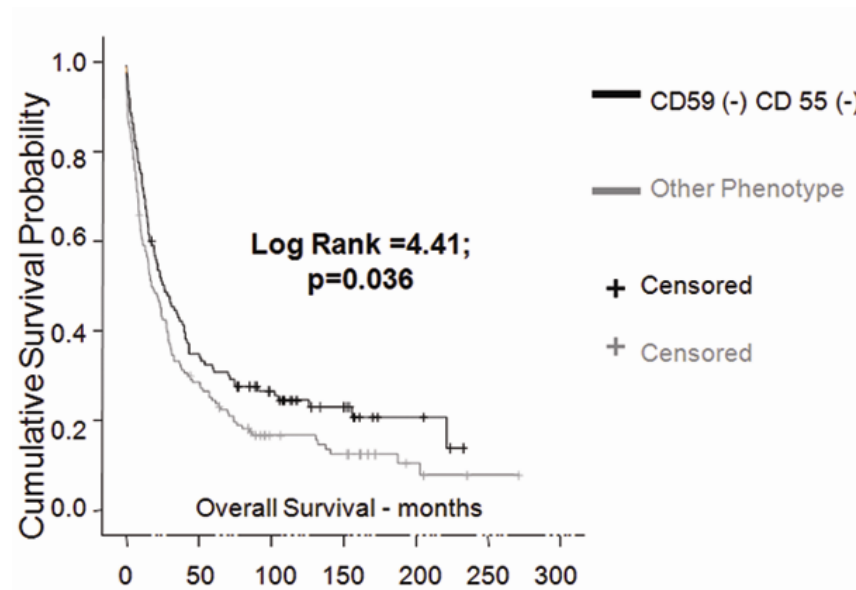 Cumulative Survival Probability
1.0
0.8
0.6
0.4
0.2
0.0
Log Rank =4.41;
p=0.036
Overall Survival - months
0 50 100 150 200 250 300
CD59 (-) CD 55 (-)
Other Phenotype
Censored
Censored